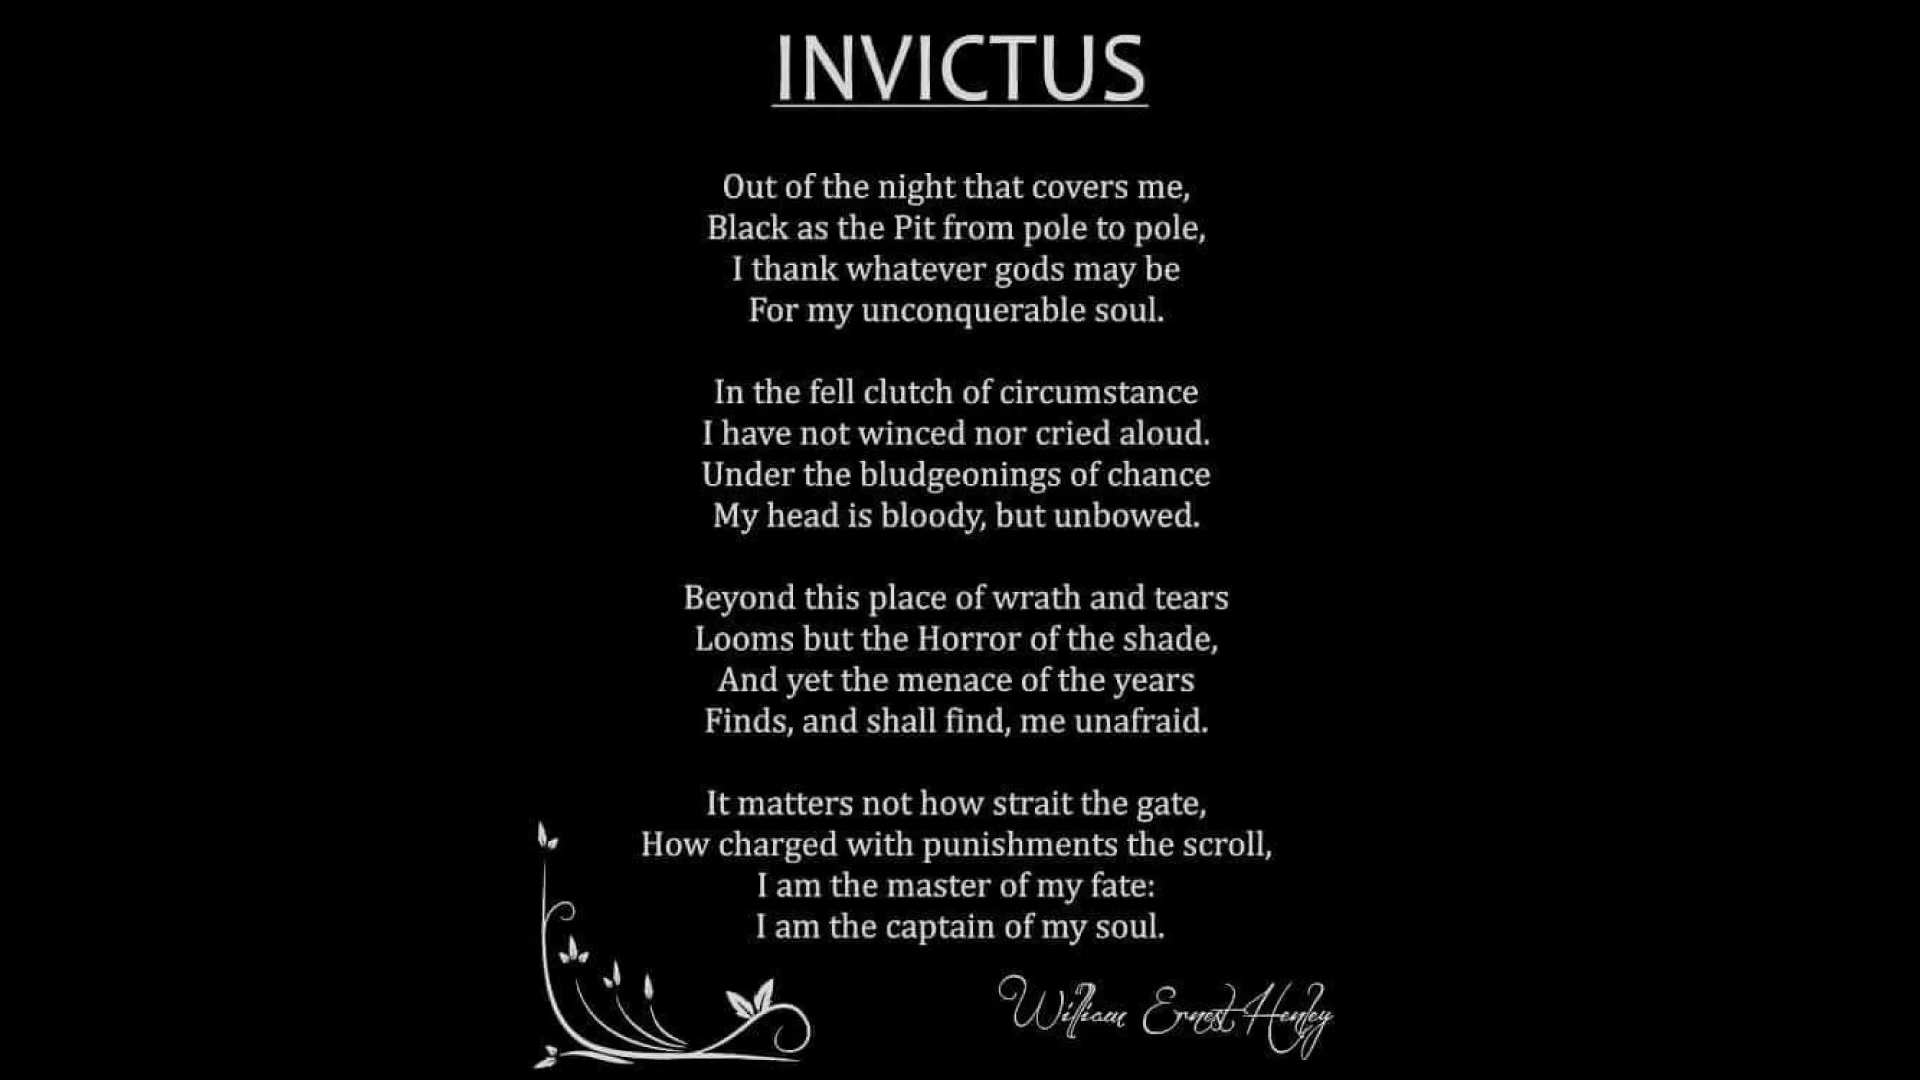 INVICTUS
Out of the night that covers me,
Black as the Pit from pole to pole,
I thank whatever gods may be
For my unconquerable soul.
In the fell clutch of circumstance
I have not winced nor cried aloud.
Under the bludgeonings of chance
My head is bloody, but unbowed.
Beyond this place of wrath and tears
Looms but the Horror of the shade,
And yet the menace of the years
Finds, and shall find, me unafraid.
It matters not how strait the gate,
How charged with punishments the scroll,
I am the master of my fate:
I am the captain of my soul.
William Ernest Henley